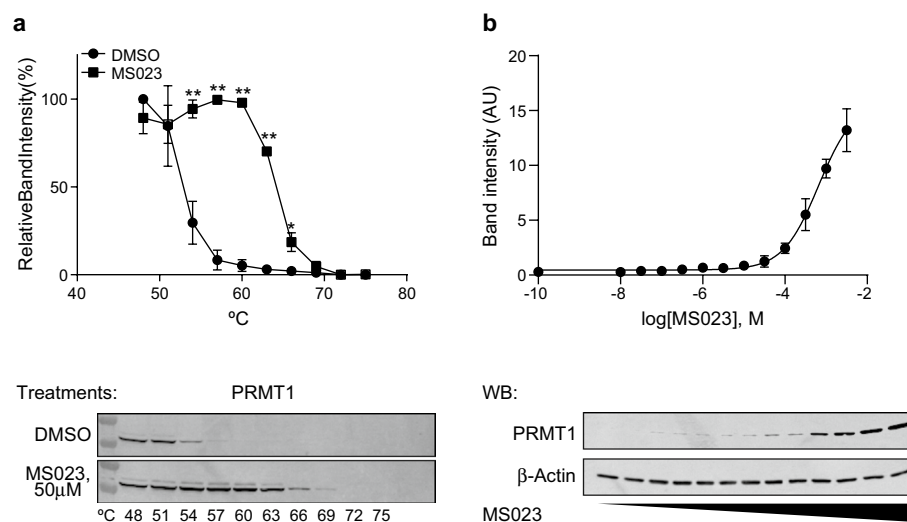 a
DMSO
MS023
RelativeBandIntensity(%)
100
50
0
** ** ** ** *
40 50 60 70 80
ºC
b
Band intensity (AU)
20
15
10
5
0
-10 -8 -6 -4 -2
log[MS023], M
Treatments: PRMT1
DMSO
MS023,
50µM
ºC 48 51 54 57 60 63 66 69 72 75
WB:
PRMT1
β-Actin
MS023